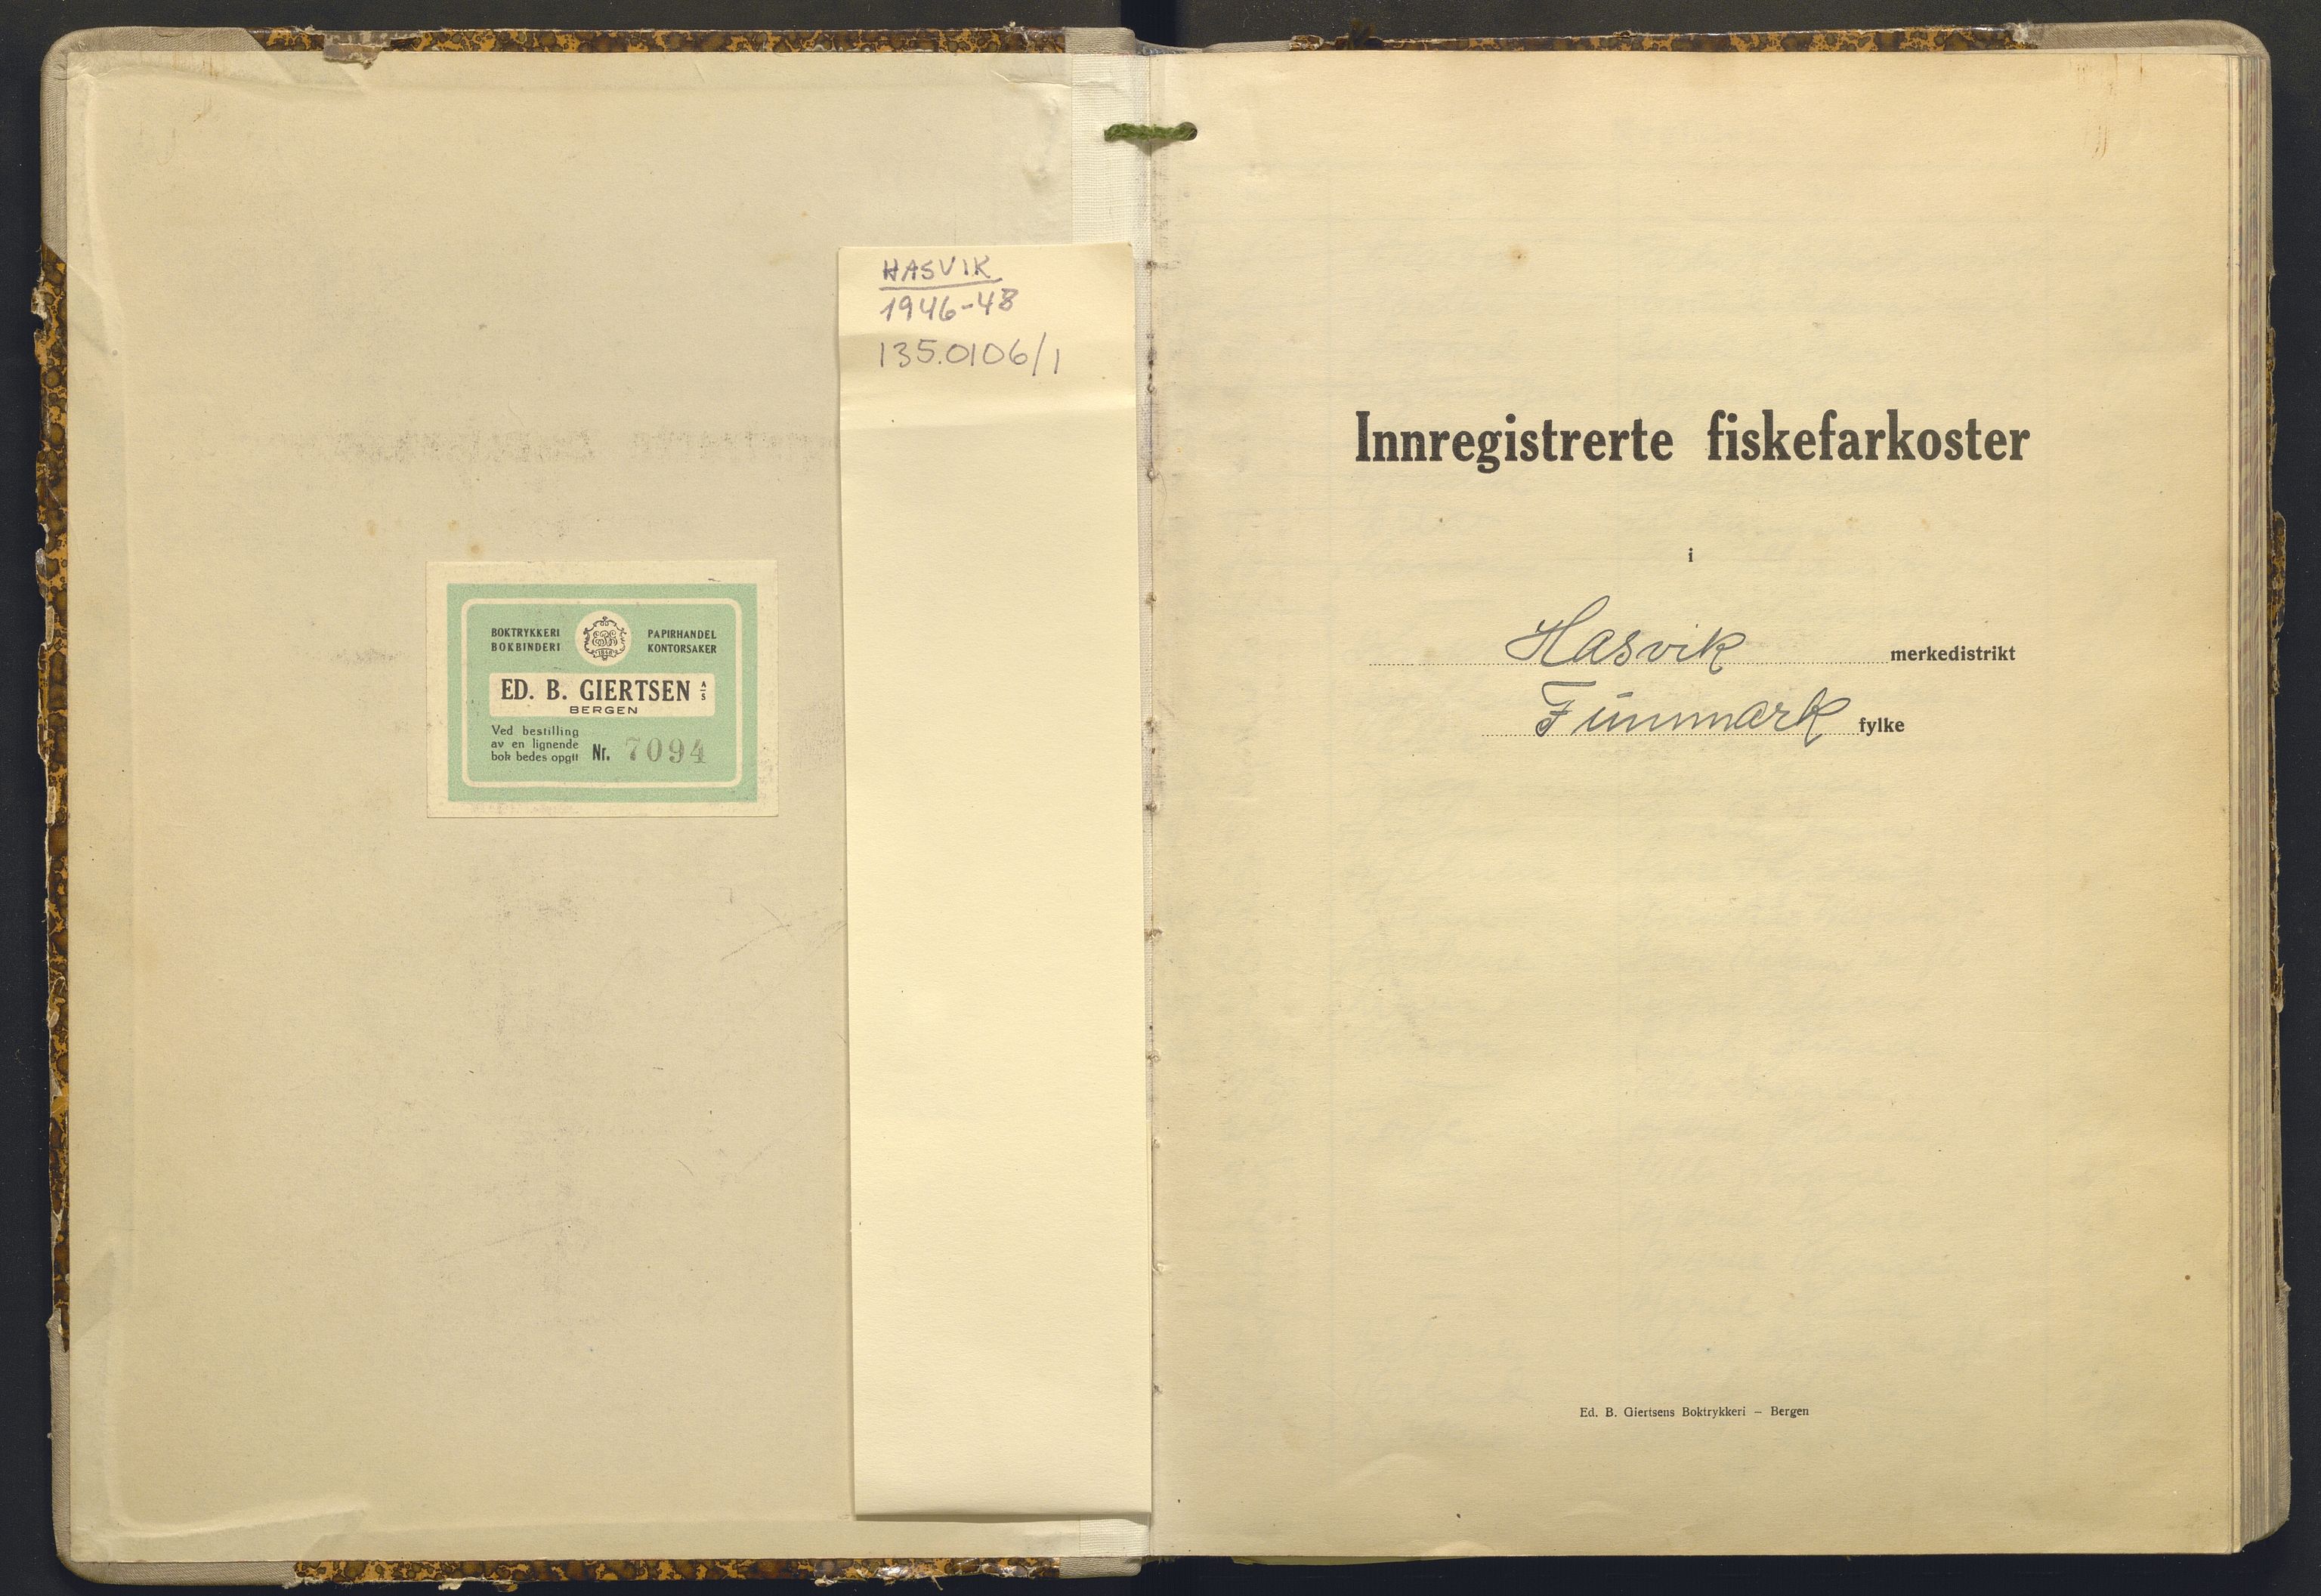 HASVIK
1946-48
135.0106/1
BOKTRYKKERI
BOKBINDERI
PAPIRHANDEL
KONTORSAKER
ED. B. GIERTSEN A/S
BERGEN
Ved bestilling
av en lignende
bok bedes opgitt Nr. 7094
Innregistrerte fiskefarkoster
i
Hasvik merkedistrikt
Finnmark fylke
Ed. B. Giertsens Boktrykkeri – Bergen